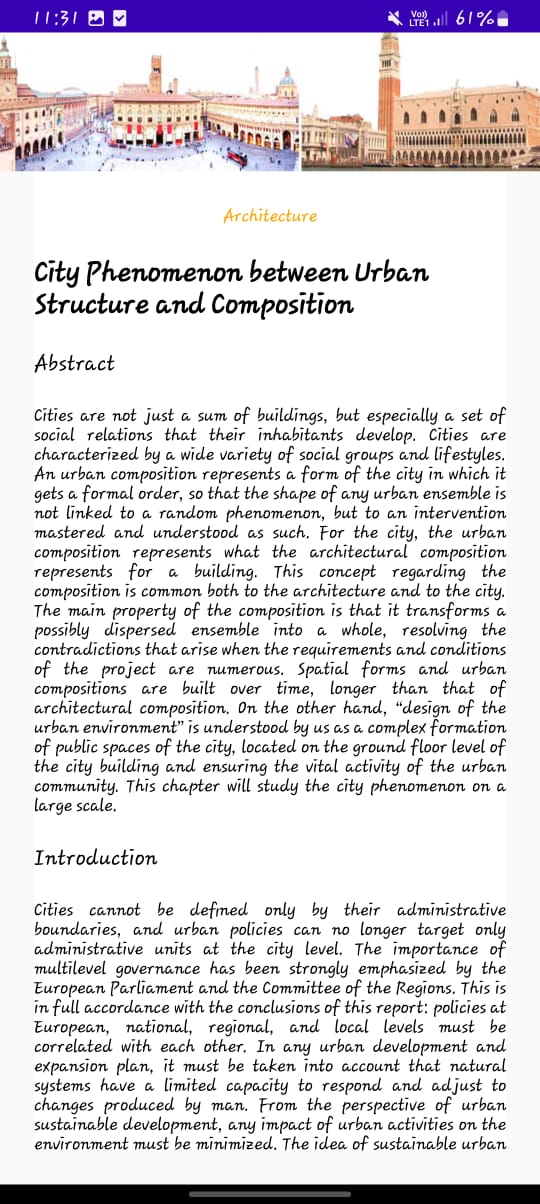 11:31
Vo))
LTE1
61%
Architecture
City Phenomenon between Urban
Structure and Composition
Abstract
Cities are not just a sum of buildings, but especially a set of
social relations that their inhabitants develop. Cities are
characterized by a wide variety of social groups and lifestyles.
An urban composition represents a form of the city in which it
gets a formal order, so that the shape of any urban ensemble is
not linked to a random phenomenon, but to an intervention
mastered and understood as such. For the city, the urban
composition represents what the architectural composition
represents for a building. This concept regarding the
composition is common both to the architecture and to the city.
The main property of the composition is that it transforms a
possibly dispersed ensemble into a whole, resolving the
contradictions that arise when the requirements and conditions
of the project are numerous. Spatial forms and urban
compositions are built over time, longer than that of
architectural composition. On the other hand, “design of the
urban environment” is understood by us as a complex formation
of public spaces of the city, located on the ground floor level of
the city building and ensuring the vital activity of the urban
community. This chapter will study the city phenomenon on a
large scale.
Introduction
Cities cannot be defined only by their administrative
boundaries, and urban policies can no longer target only
administrative units at the city level. The importance of
multilevel governance has been strongly emphasized by the
European Parliament and the Committee of the Regions. This is
in full accordance with the conclusions of this report: policies at
European, national, regional, and local levels must be
correlated with each other. In any urban development and
expansion plan, it must be taken into account that natural
systems have a limited capacity to respond and adjust to
changes produced by man. From the perspective of urban
sustainable development, any impact of urban activities on the
environment must be minimized. The idea of sustainable urban